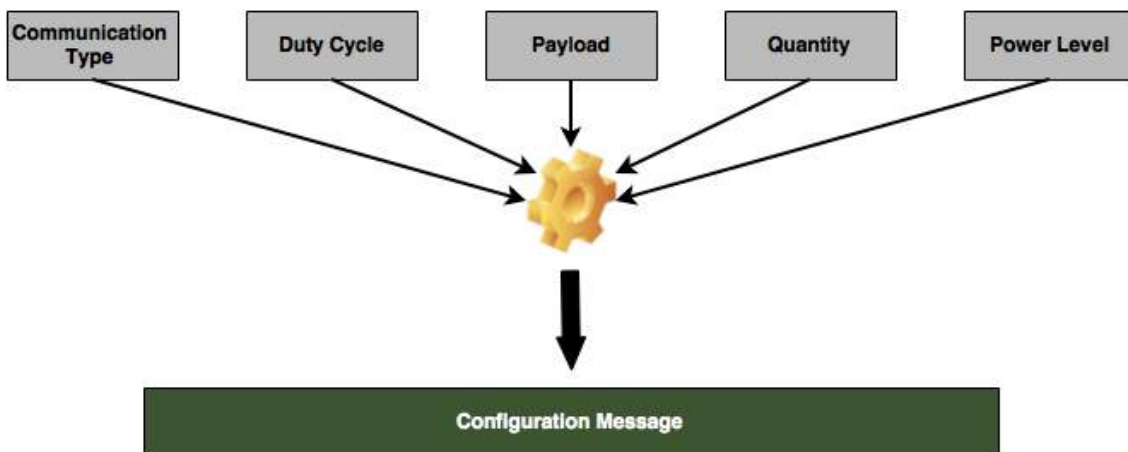 Communication
Type
Duty Cycle
Payload
Quantity
Power Level
Configuration Message